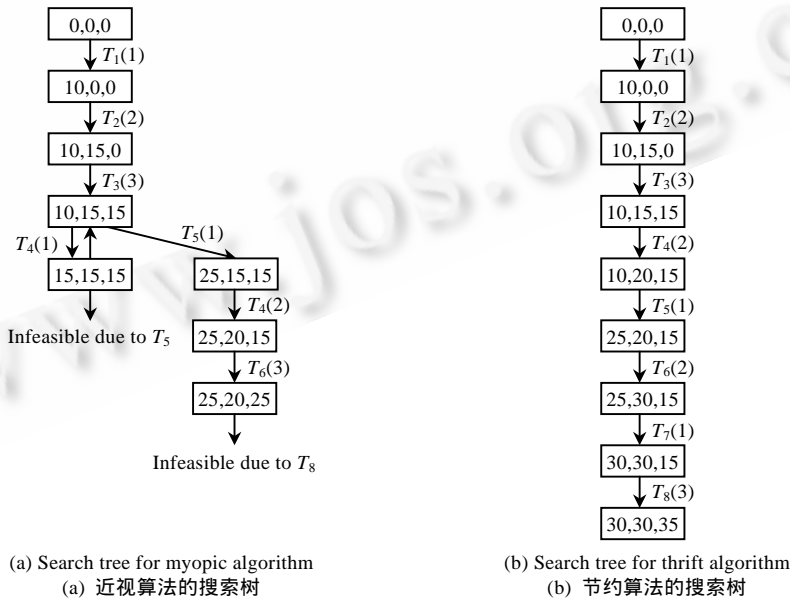 0,0,0
T1(1)
10,0,0
T2(2)
10,15,0
T3(3)
10,15,15
T4(1)
T5(1)
15,15,15
25,15,15
Infeasible due to T5
T4(2)
25,20,15
T6(3)
25,20,25
Infeasible due to T8
(a) Search tree for myopic algorithm
(a) 近视算法的搜索树
0,0,0
T1(1)
10,0,0
T2(2)
10,15,0
T3(3)
10,15,15
T4(2)
10,20,15
T5(1)
25,20,15
T6(2)
25,30,15
T7(1)
30,30,15
T8(3)
30,30,35
(b) Search tree for thrift algorithm
(b) 节约算法的搜索树
www.jos.org.c